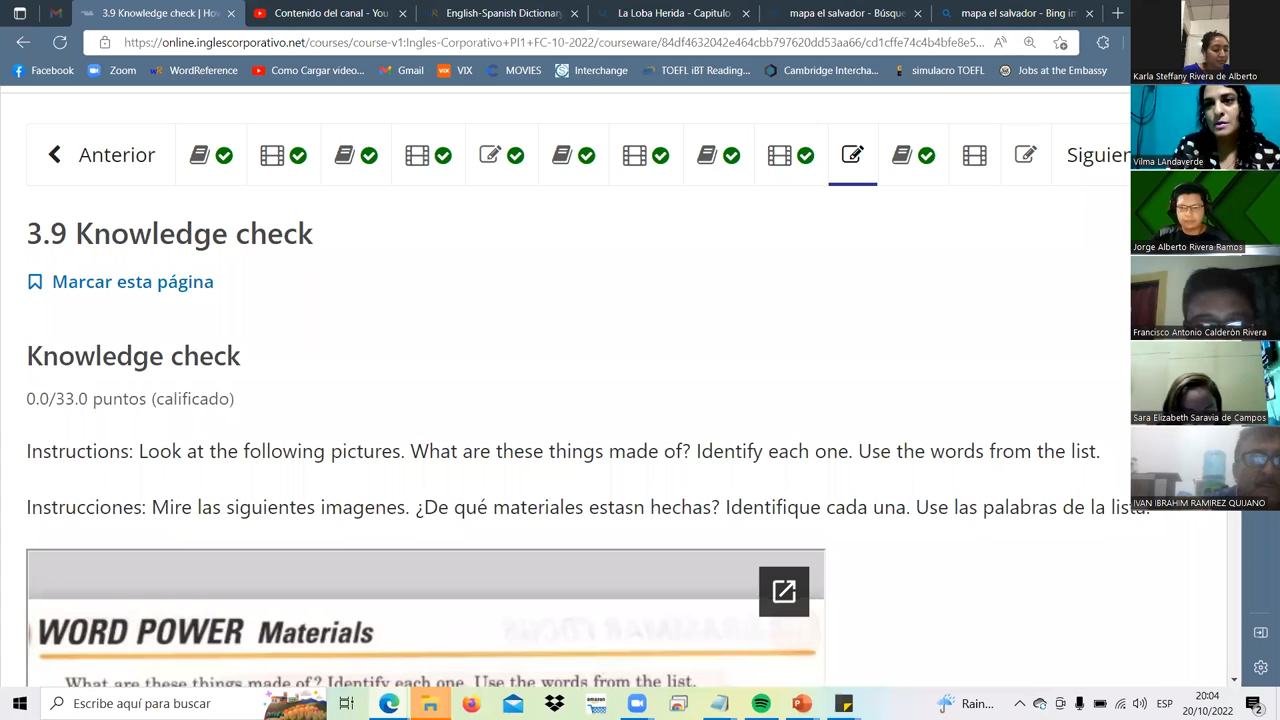 3.9 Knowledge check | Ho
Contenido del canal - You
English-Spanish Dictionary
La Loba Herida - Capitulo
mapa el salvador - Búsque
mapa el salvador - Bing im
https://online.inglescorporativo.net/courses/course-v1:Ingles-Corporativo+PI1+FC-10-2022/courseware/84df4632042e464cbb797620dd53aa66/cd1cffe74c4b4bfe8e5...
Facebook
Zoom
WordReference
Como Cargar video...
Gmail
VIX
MOVIES
Interchange
TOEFL iBT Reading...
Cambridge Intercha...
simulacro TOEFL
Jobs at the Embassy
Anterior
Siguien
3.9 Knowledge check
Marcar esta página
Knowledge check
0.0/33.0 puntos (calificado)
Instructions: Look at the following pictures. What are these things made of? Identify each one. Use the words from the list.
Instrucciones: Mire las siguientes imagenes. ¿De qué materiales estasn hechas? Identifique cada una. Use las palabras de la lista.
WORD POWER Materials
What are these things made of? Identify each one. Use the words from the list.
Karla Steffany Rivera de Alberto
Vilma LAndaverde
Jorge Alberto Rivera Ramos
Francisco Antonio Calderón Rivera
Sara Elizabeth Saravia de Campos
IVAN IBRAHIM RAMIREZ QUIJANO
Escribe aquí para buscar
Rain...
ESP
20:04
20/10/2022
2